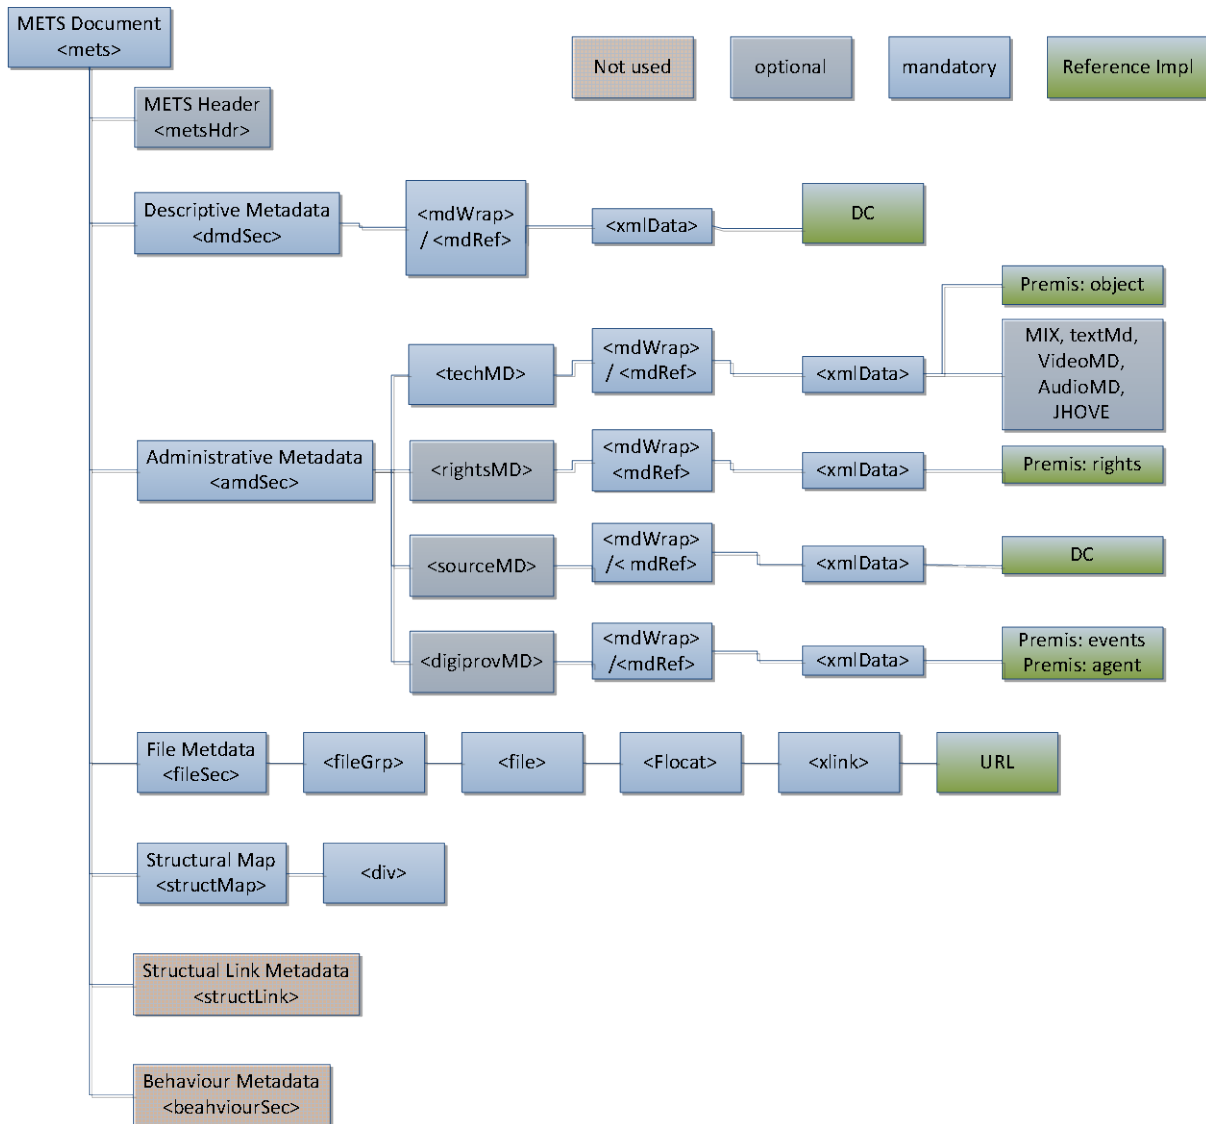 METS Document
<mets>
Not used
optional
mandatory
Reference Impl
METS Header
<metsHdr>
Descriptive Metadata
<dmdSec>
<mdWrap>
/ <mdRef>
<xmlData>
DC
Premis: object
<techMD>
<mdWrap>
/ <mdRef>
<xmlData>
MIX, textMd,
VideoMD,
AudioMD,
JHOVE
Administrative Metadata
<amdSec>
<rightsMD>
<mdWrap>
<mdRef>
<xmlData>
Premis: rights
<sourceMD>
<mdWrap>
/< mdRef>
<xmlData>
DC
<digiprovMD>
<mdWrap>
/<mdRef>
<xmlData>
Premis: events
Premis: agent
File Metdata
<fileSec>
<fileGrp>
<file>
<Flocat>
<xlink>
URL
Structural Map
<structMap>
<div>
Structual Link Metadata
<structLink>
Behaviour Metadata
<beahviourSec>